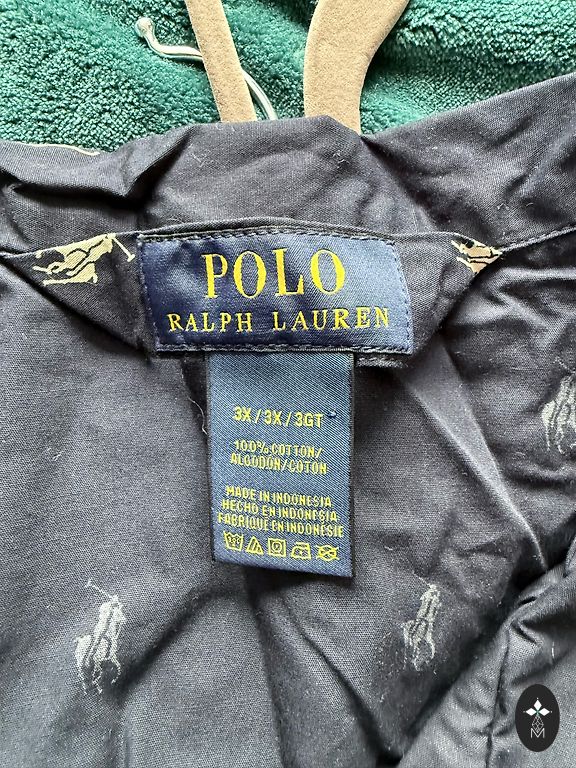 POLO
RALPH LAUREN
3X/3X/3GT
100% COTTON/
ALGODON/COTON
MADE IN INDONESIA
HECHO EN INDONESIA
FABRIQUE EN INDONESIE
M